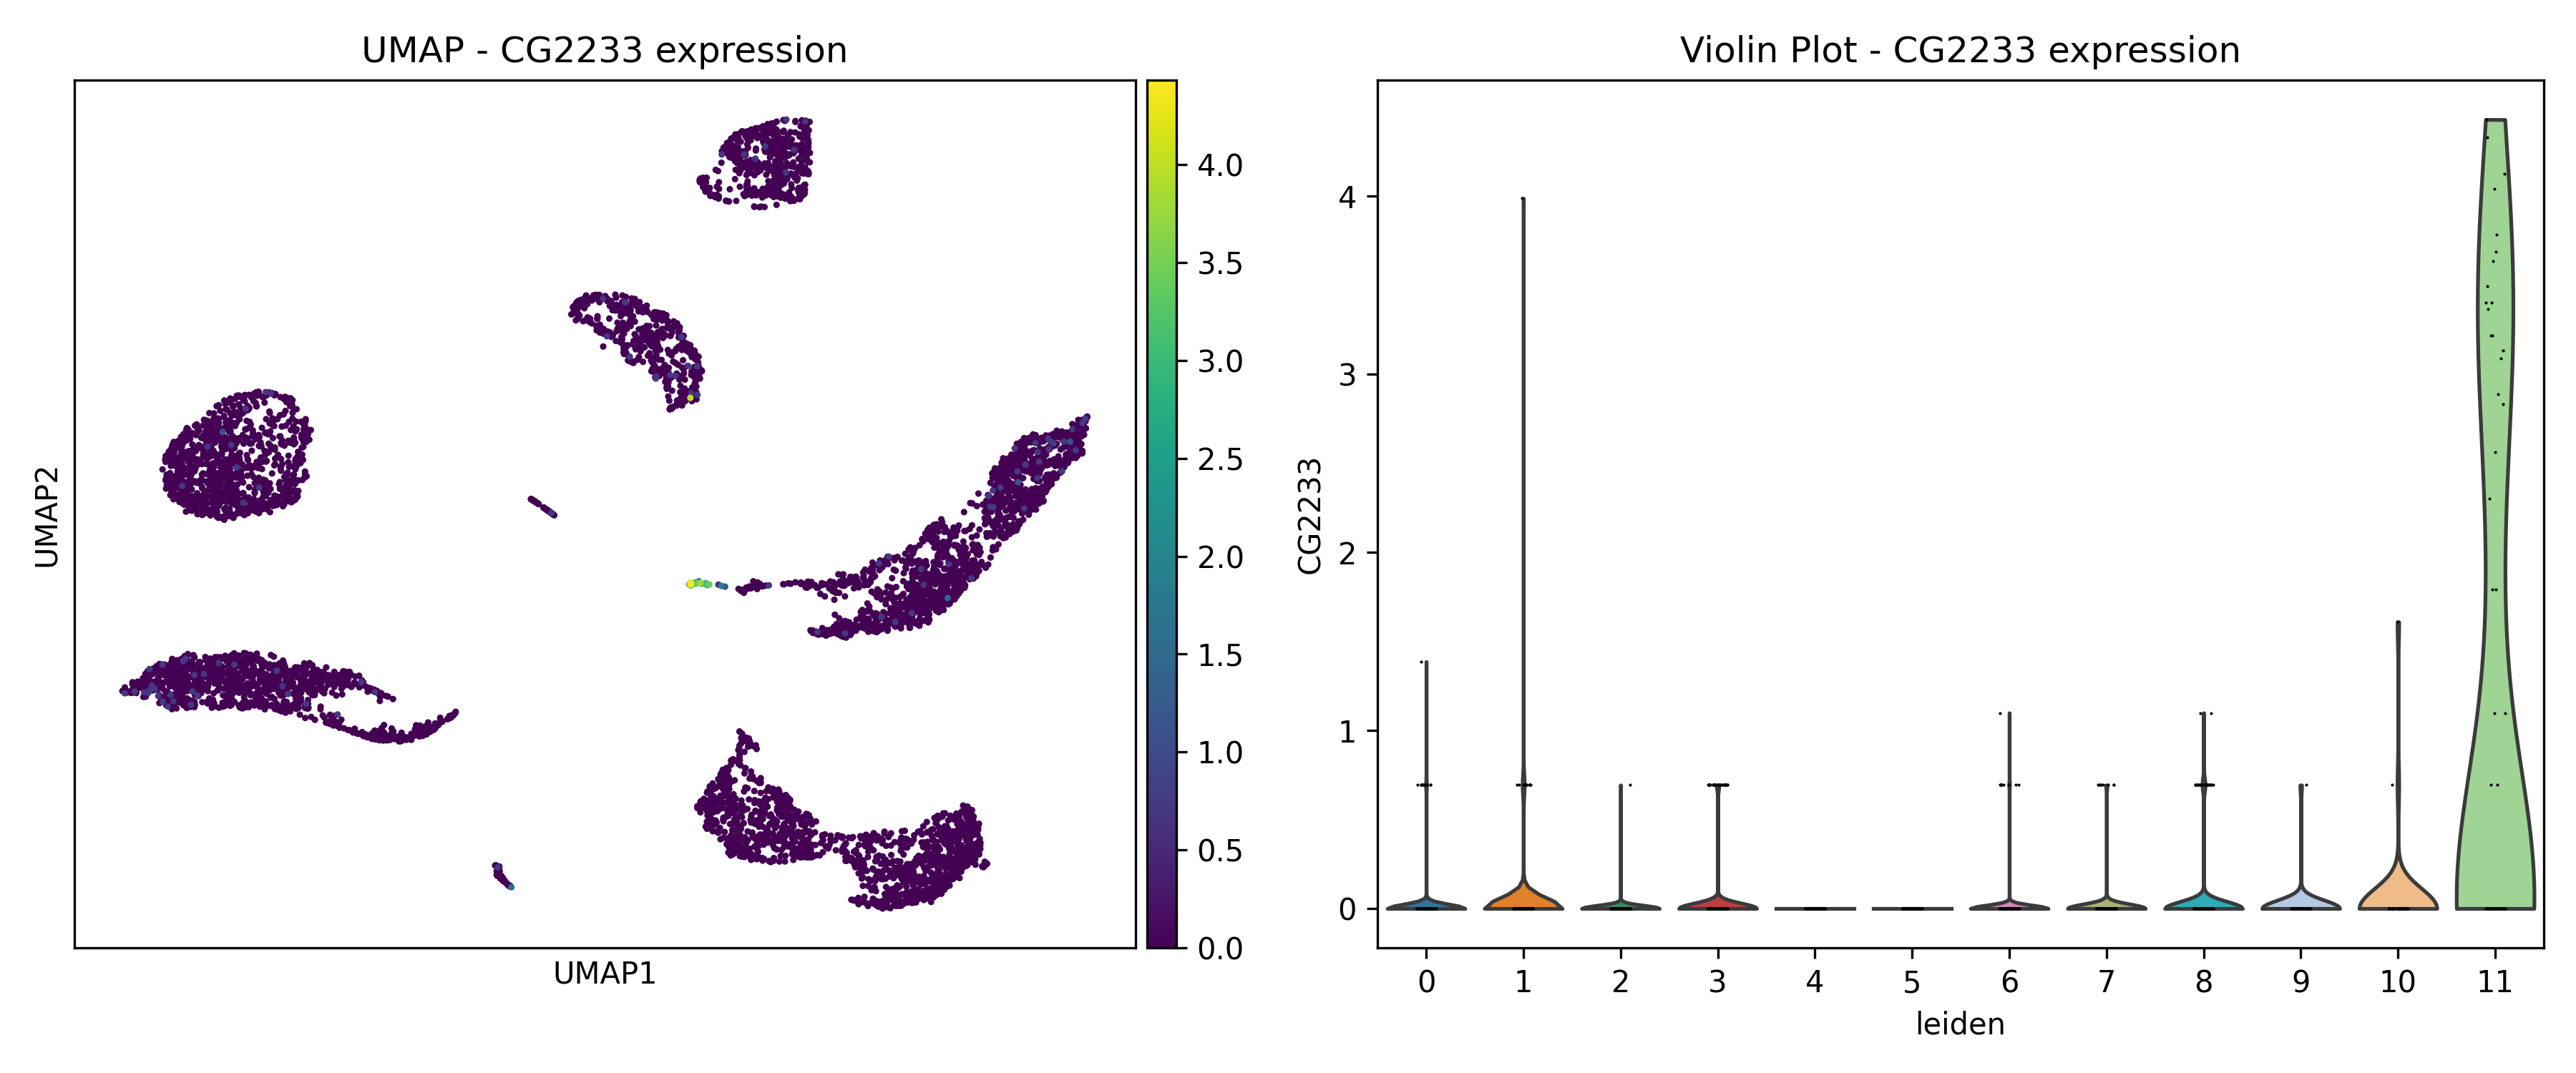 UMAP - CG2233 expression
UMAP2
UMAP1
4.0
3.5
3.0
2.5
2.0
1.5
1.0
0.5
0.0
Violin Plot - CG2233 expression
CG2233
4
3
2
1
0
0 1 2 3 4 5 6 7 8 9 10 11
leiden